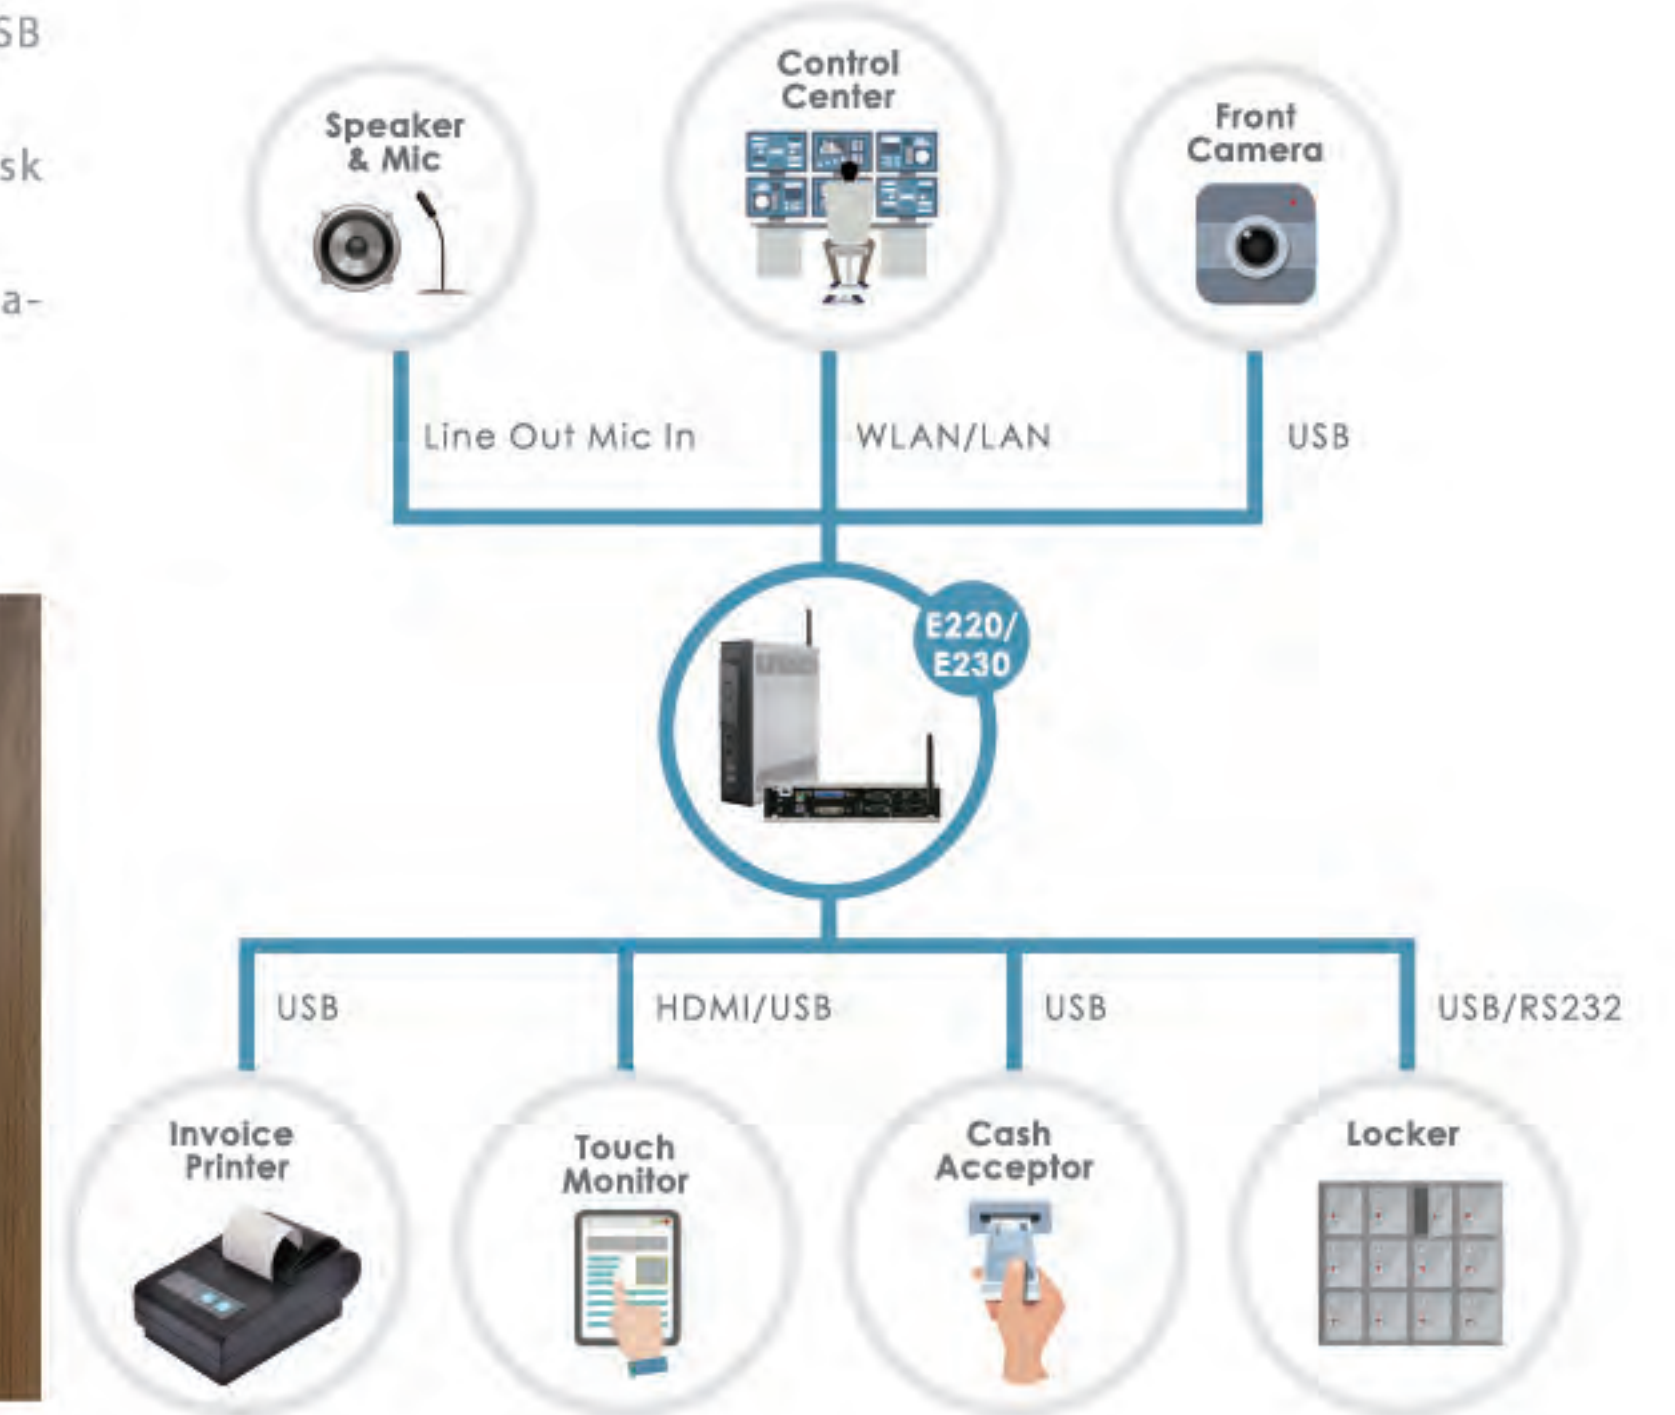 SB
sk
a-
Speaker
& Mic
Control
Center
Front
Camera
Line Out Mic In
WLAN/LAN
USB
E220/
E230
USB
HDMI/USB
USB
USB/RS232
Invoice
Printer
Touch
Monitor
Cash
Acceptor
Locker